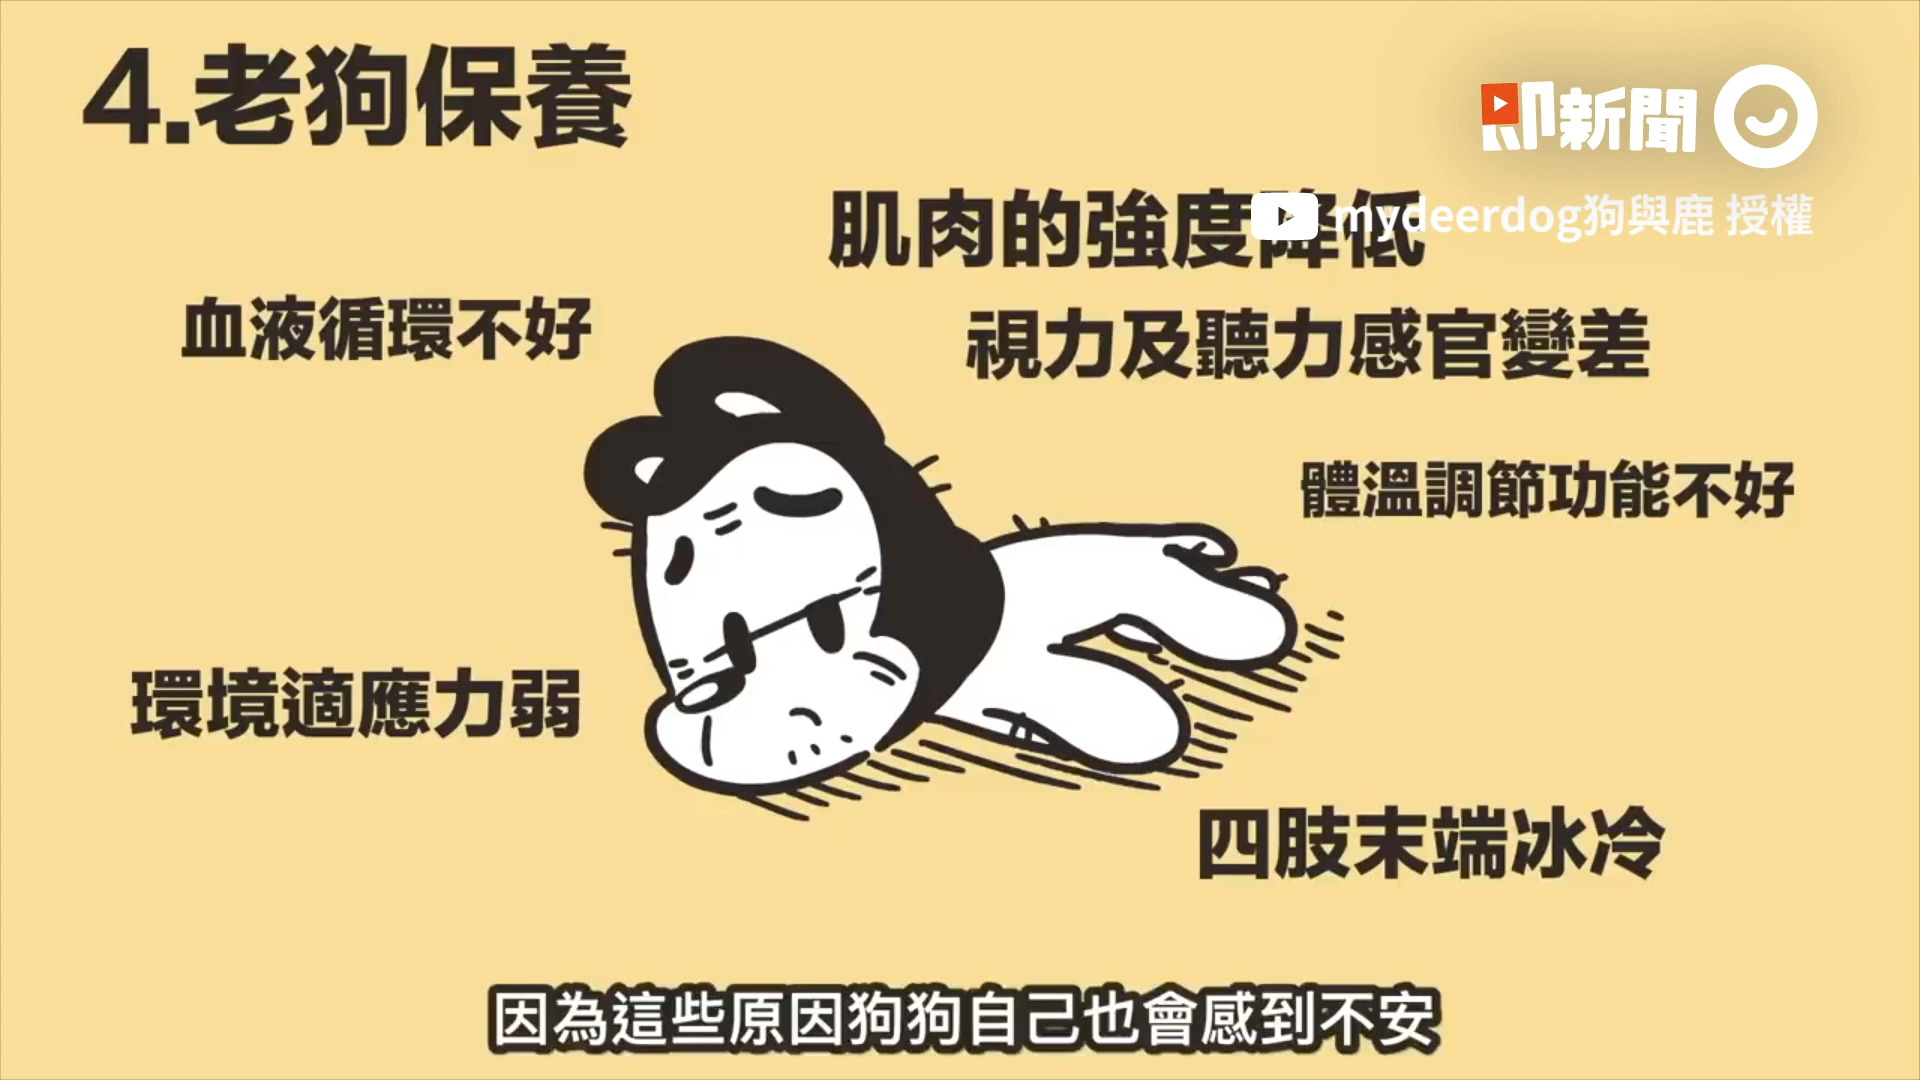 4.老狗保養
即新聞
肌肉的強度降低
mydeerdog狗與鹿 授權
血液循環不好
視力及聽力感官變差
體溫調節功能不好
環境適應力弱
四肢末端冰冷
因為這些原因狗狗自己也會感到不安